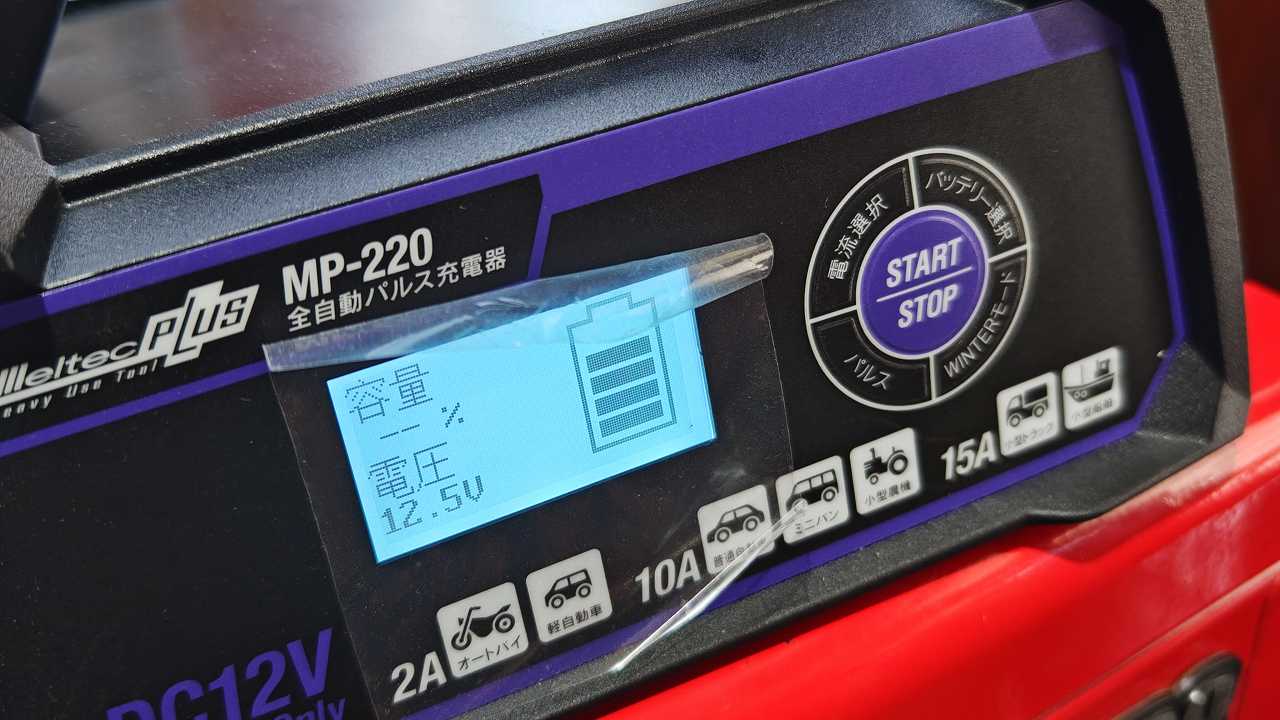 MP-220
全自動パルス充電器
Meltec PLUS
Heavy Use Tool
容量
-- %
電圧
12.5V
電流選択
バッテリー選択
START
STOP
パルス
WINTERモード
2A
オートバイ
軽自動車
10A
普通自動車
ミニバン
小型農機
15A
小型トラック
小型船舶
DC12V
Only